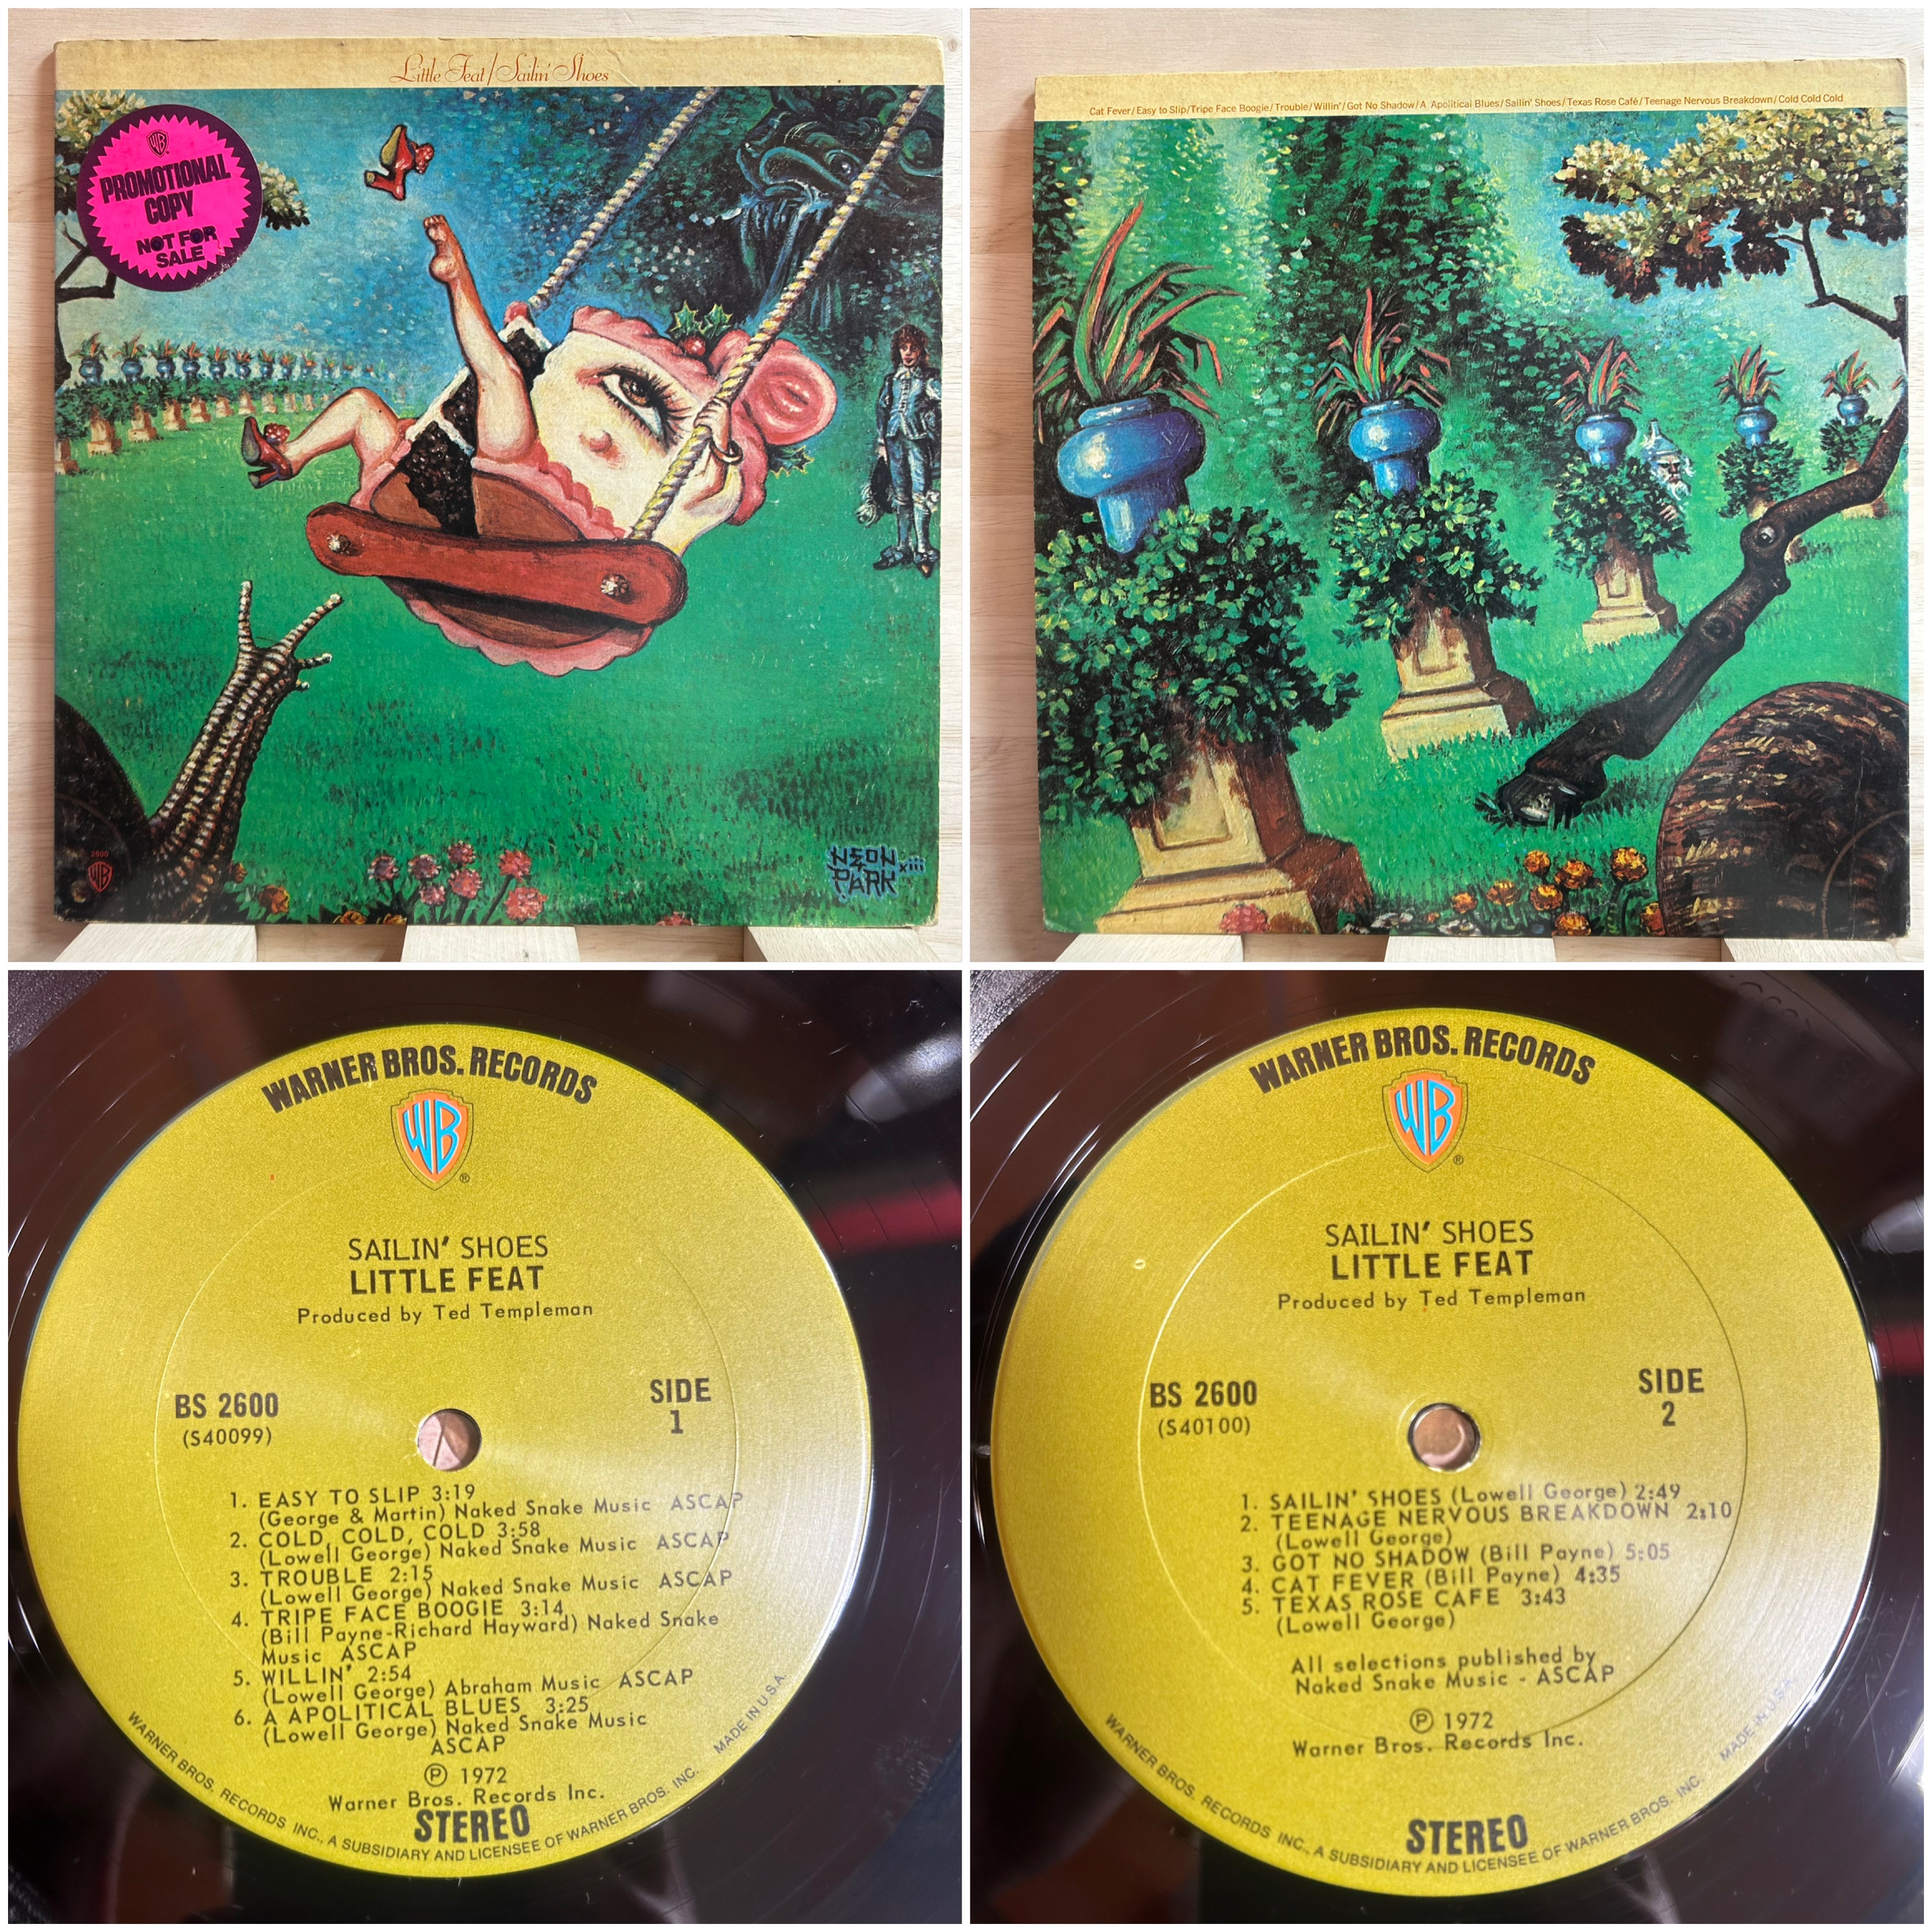 Little Feat/Sailin' Shoes
WB
PROMOTIONAL
COPY
NOT FOR
SALE
2600
WB
NEON
PARK XIII
Cat Fever/Easy to Slip/Tripe Face Boogie/Trouble/Willin'/Got No Shadow/A Apolitical Blues/Sailin' Shoes/Texas Rose Café/Teenage Nervous Breakdown/Cold Cold Cold
WARNER BROS. RECORDS
WB
®
SAILIN' SHOES
LITTLE FEAT
Produced by Ted Templeman
BS 2600
(S40099)
SIDE
1
1. EASY TO SLIP 3:19
(George & Martin) Naked Snake Music ASCAP
2. COLD, COLD, COLD 3:58
(Lowell George) Naked Snake Music ASCAP
3. TROUBLE 2:15
(Lowell George) Naked Snake Music ASCAP
4. TRIPE FACE BOOGIE 3:14
(Bill Payne-Richard Hayward) Naked Snake
Music ASCAP
5. WILLIN' 2:54
(Lowell George) Abraham Music ASCAP
6. A APOLITICAL BLUES 3:25
(Lowell George) Naked Snake Music
ASCAP
℗ 1972
Warner Bros. Records Inc.
STEREO
WARNER BROS. RECORDS INC., A SUBSIDIARY AND LICENSEE OF WARNER BROS. INC. MADE IN U.S.A.
WARNER BROS. RECORDS
WB
®
SAILIN' SHOES
LITTLE FEAT
Produced by Ted Templeman
BS 2600
(S40100)
SIDE
2
1. SAILIN' SHOES (Lowell George) 2:49
2. TEENAGE NERVOUS BREAKDOWN 2:10
(Lowell George)
3. GOT NO SHADOW (Bill Payne) 5:05
4. CAT FEVER (Bill Payne) 4:35
5. TEXAS ROSE CAFE 3:43
(Lowell George)
All selections published by
Naked Snake Music - ASCAP
℗ 1972
Warner Bros. Records Inc.
STEREO
WARNER BROS. RECORDS INC., A SUBSIDIARY AND LICENSEE OF WARNER BROS. INC. MADE IN U.S.A.